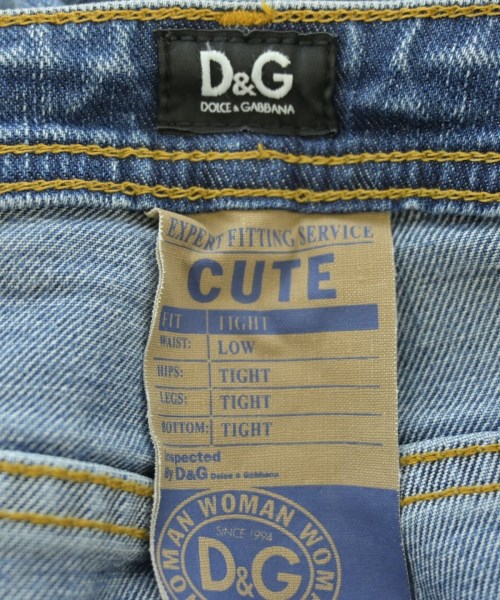 D&G
DOLCE & GABBANA
EXPERT FITTING SERVICE
CUTE
FIT TIGHT
WAIST: LOW
HIPS: TIGHT
LEGS: TIGHT
BOTTOM: TIGHT
Inspected
By D&G Dolce & Gabbana
WOMAN WOMAN WOMA
SINCE 1994
D&G